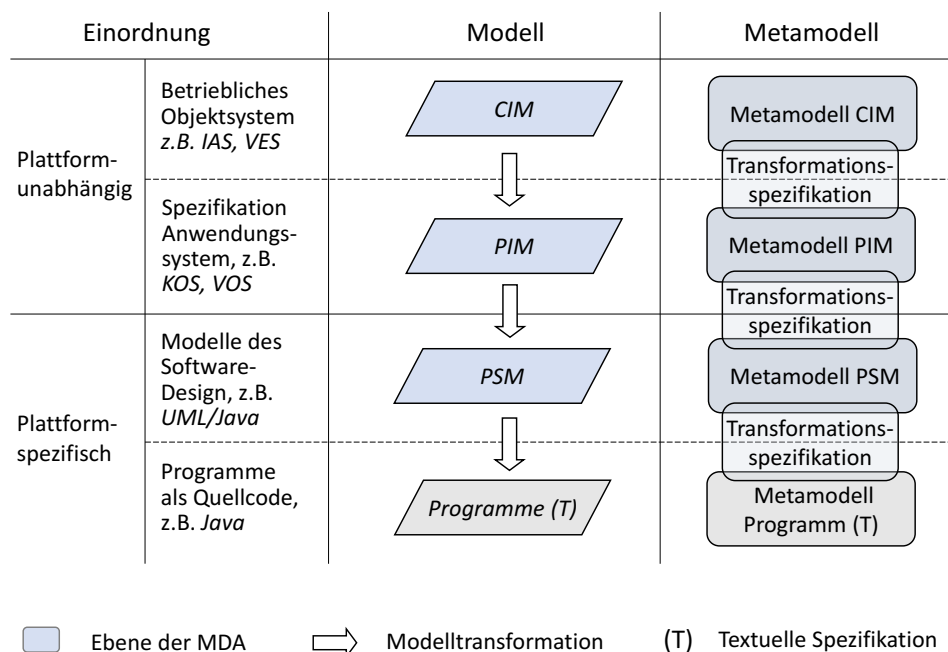 Einordnung
Modell
Metamodell
Plattform-
unabhängig
Betriebliches
Objektsystem
z.B. IAS, VES
CIM
Metamodell CIM
Transformations-
spezifikation
Spezifikation
Anwendungs-
system, z.B.
KOS, VOS
PIM
Metamodell PIM
Transformations-
spezifikation
Plattform-
spezifisch
Modelle des
Software-
Design, z.B.
UML/Java
PSM
Metamodell PSM
Transformations-
spezifikation
Programme
als Quellcode,
z.B. Java
Programme (T)
Metamodell
Programm (T)
Ebene der MDA
Modelltransformation
(T) Textuelle Spezifikation